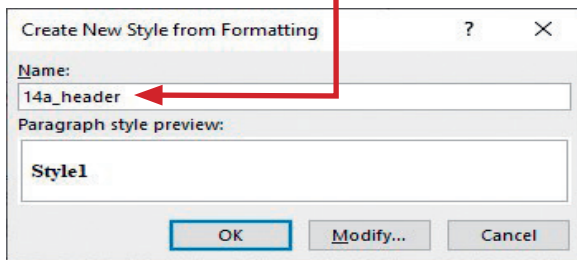 Create New Style from Formatting ? ×
Name:
14a_header
Paragraph style preview:
Style1
OK Modify... Cancel